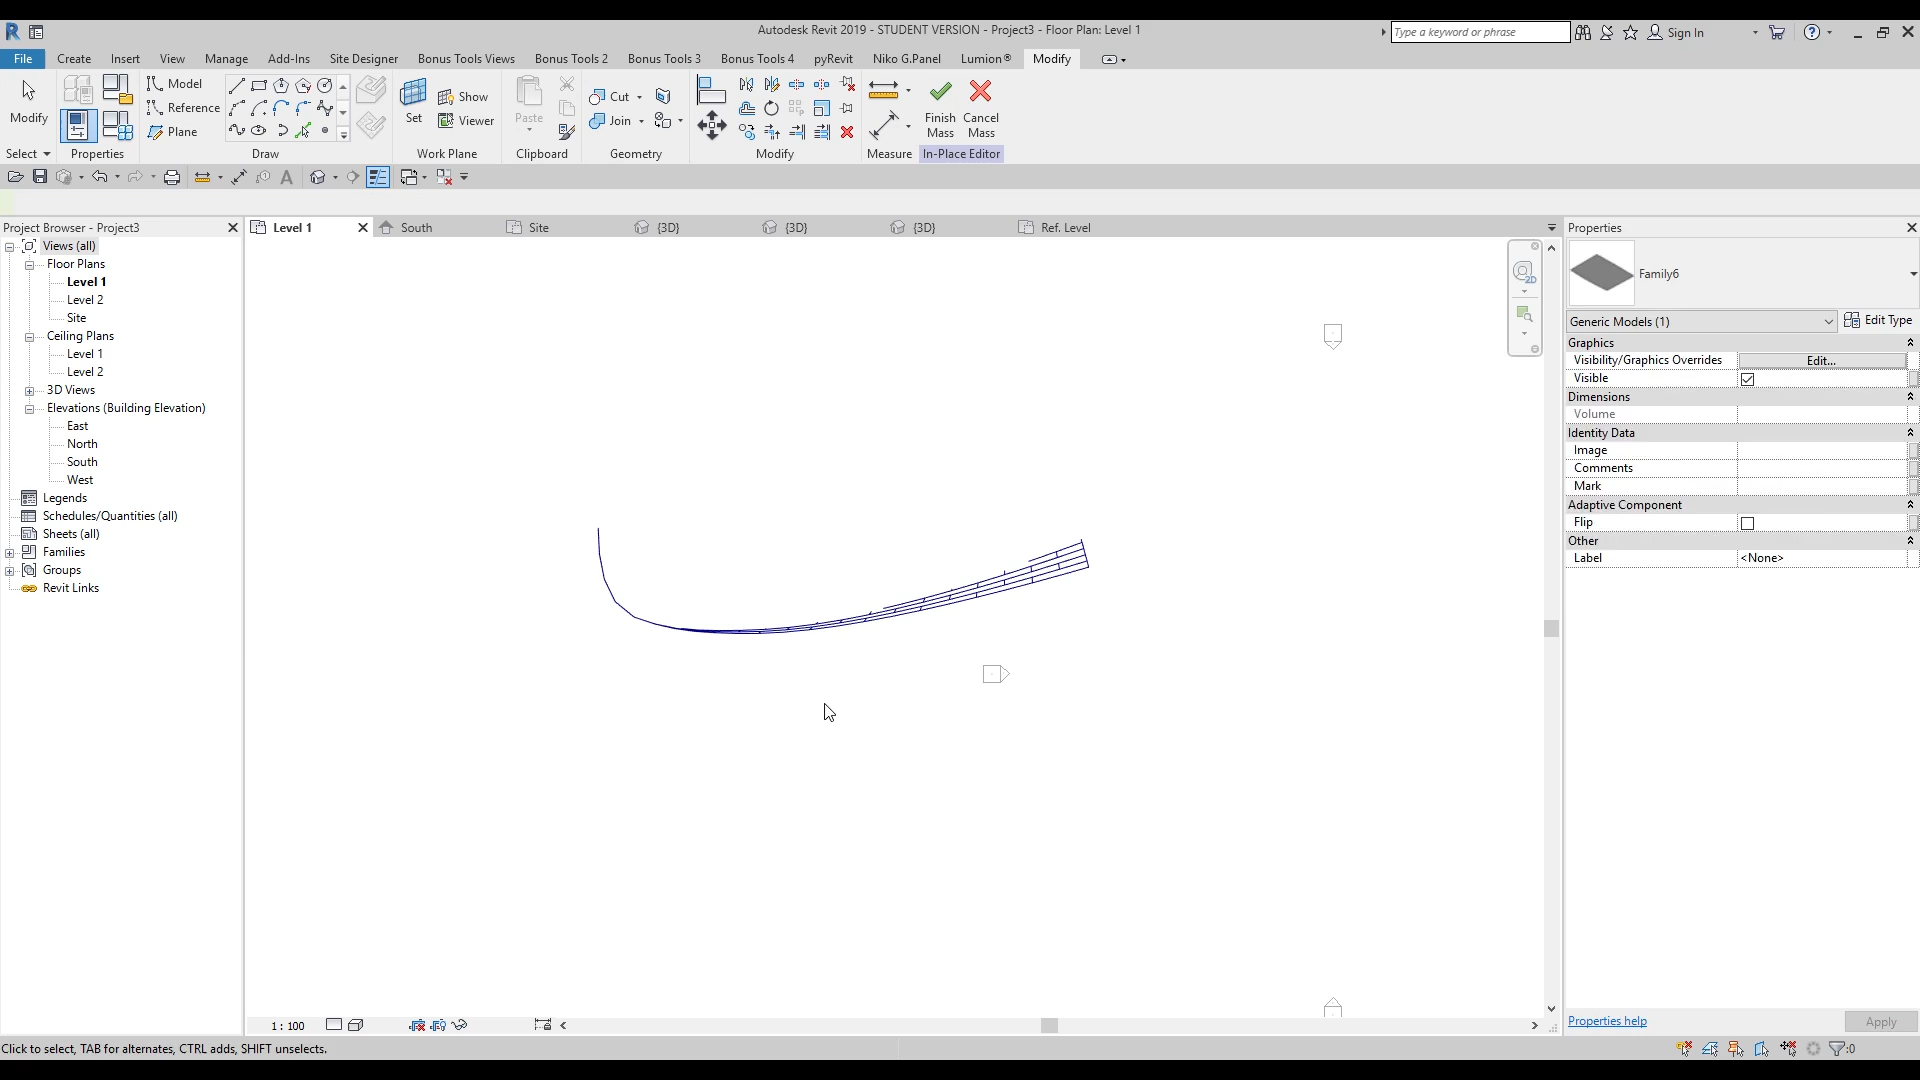 Autodesk Revit 2019 - STUDENT VERSION - Project3 - Floor Plan: Level 1
Type a keyword or phrase
Sign In
File Create Insert View Manage Add-Ins Site Designer Bonus Tools Views Bonus Tools 2 Bonus Tools 3 Bonus Tools 4 pyRevit Niko G.Panel Lumion® Modify
Modify
Model
Reference
Plane
Set
Show
Viewer
Paste
Cut
Join
Finish Mass
Cancel Mass
Select Properties Draw Work Plane Clipboard Geometry Modify Measure In-Place Editor
Project Browser - Project3
Level 1 South Site {3D} {3D} {3D} Ref. Level
Views (all)
Floor Plans
Level 1
Level 2
Site
Ceiling Plans
Level 1
Level 2
3D Views
Elevations (Building Elevation)
East
North
South
West
Legends
Schedules/Quantities (all)
Sheets (all)
Families
Groups
Revit Links
2D
Properties
Family6
Generic Models (1)
Edit Type
Graphics
Visibility/Graphics Overrides Edit...
Visible
Dimensions
Volume
Identity Data
Image
Comments
Mark
Adaptive Component
Flip
Other
Label <None>
Properties help
Apply
1 : 100
Click to select, TAB for alternates, CTRL adds, SHIFT unselects.
:0